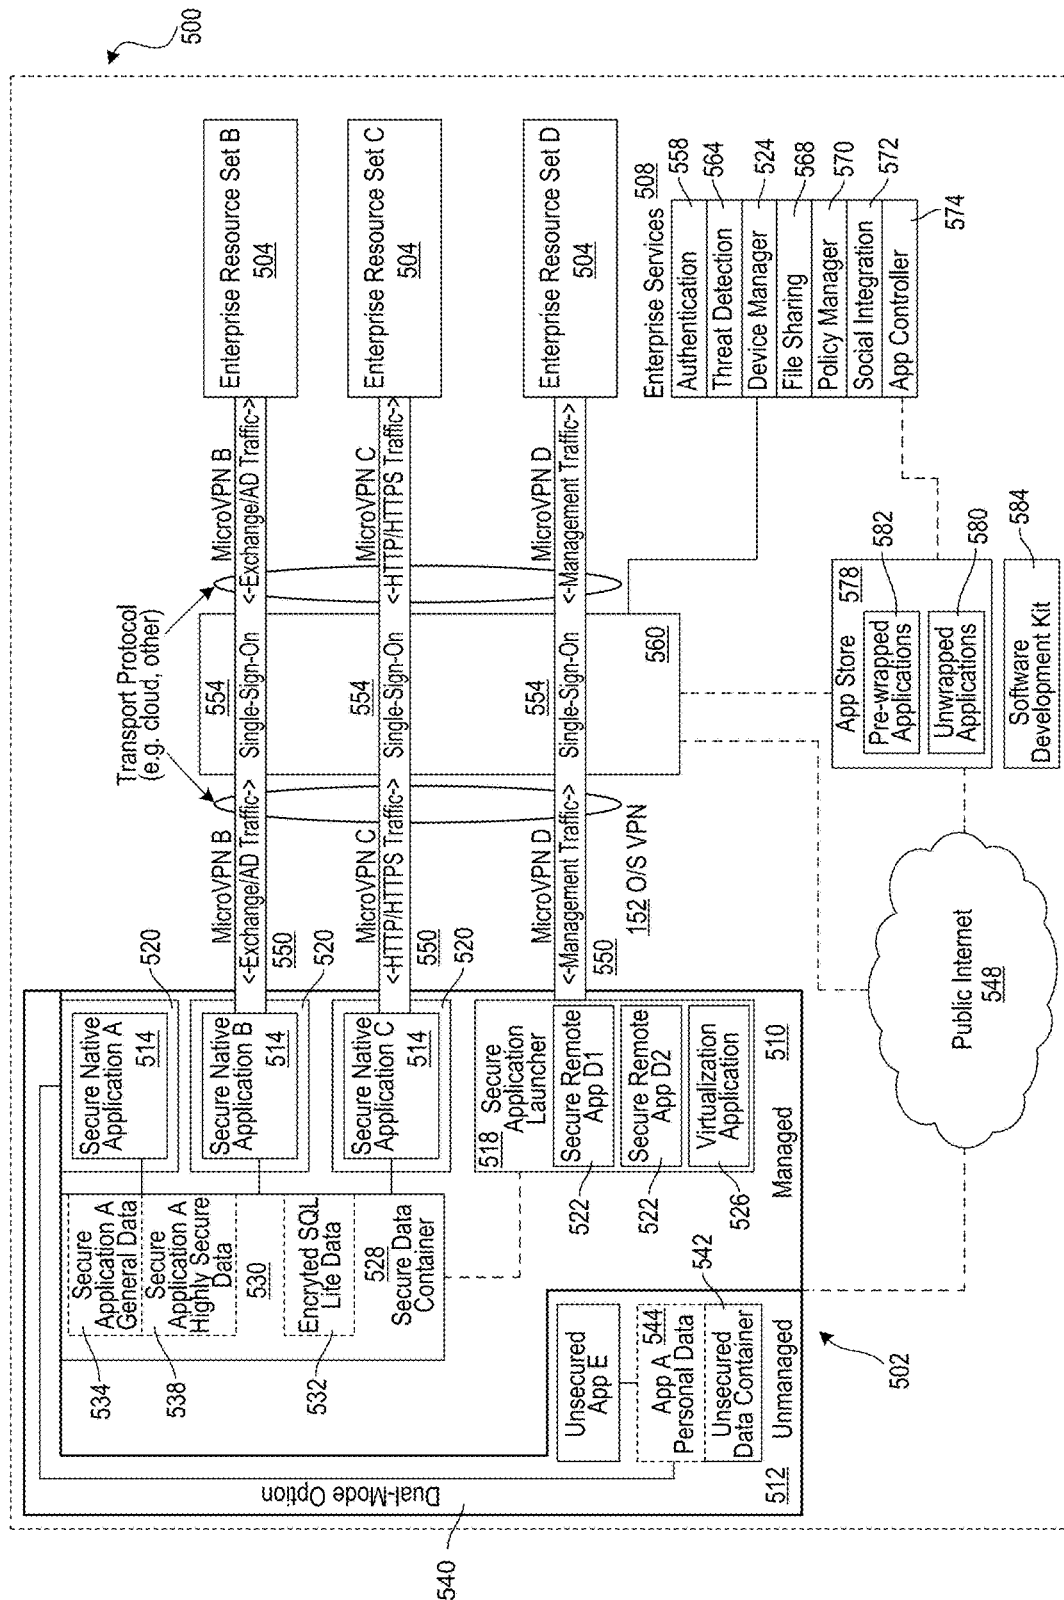 500
Transport Protocol
(e.g. cloud, other)
540
Dual-Mode Option
534
Secure
Application A
General Data
538
Secure
Application A
Highly Secure
Data
530
532
Encryted SQL
Lite Data
528
Secure Data
Container
Secure Native
Application A
514
520
Secure Native
Application B
514
520
Secure Native
Application C
514
520
518
Secure
Application
Launcher
522
Secure Remote
App D1
522
Secure Remote
App D2
526
Virtualization
Application
510
Managed
Unsecured
App E
544
App A
Personal Data
542
Unsecured
Data Container
512
Unmanaged
502
MicroVPN B
<-Exchange/AD Traffic->
550
554
Single-Sign-On
MicroVPN B
<-Exchange/AD Traffic->
Enterprise Resource Set B
504
MicroVPN C
<-HTTP/HTTPS Traffic->
550
554
Single-Sign-On
MicroVPN C
<-HTTP/HTTPS Traffic->
Enterprise Resource Set C
504
MicroVPN D
<-Management Traffic->
550
554
Single-Sign-On
MicroVPN D
<-Management Traffic->
Enterprise Resource Set D
504
152 O/S VPN
560
Enterprise Services 508
Authentication
558
Threat Detection
564
Device Manager
524
File Sharing
568
Policy Manager
570
Social Integration
572
App Controller
574
Public Internet
548
App Store 578
Pre-wrapped
Applications
582
Unwrapped
Applications
580
Software
Development Kit
584